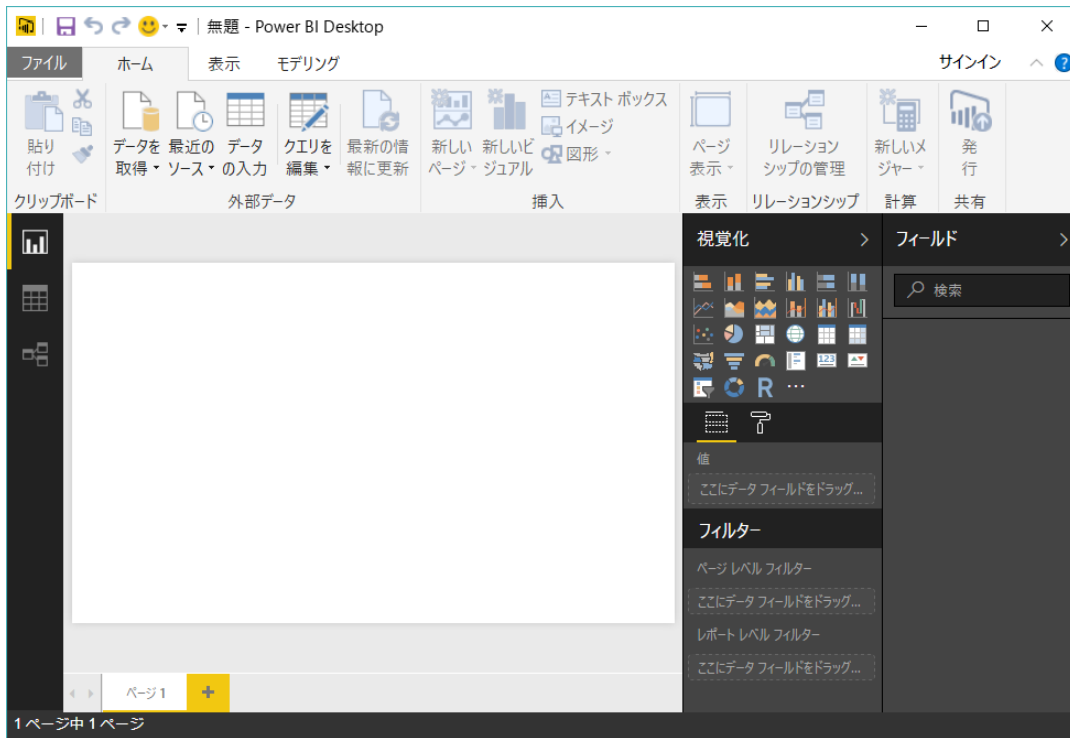 無題 - Power BI Desktop
ファイル ホーム 表示 モデリング サインイン
貼り付け
データを取得
最近のソース
データの入力
クエリを編集
最新の情報に更新
新しいページ
新しいビジュアル
テキスト ボックス
イメージ
図形
ページ表示
リレーションシップの管理
新しいメジャー
発行
クリップボード 外部データ 挿入 表示 リレーションシップ 計算 共有
視覚化
フィールド
検索
123
R
値
ここにデータ フィールドをドラッグ...
フィルター
ページ レベル フィルター
ここにデータ フィールドをドラッグ...
レポート レベル フィルター
ここにデータ フィールドをドラッグ...
ページ 1
1 ページ中 1 ページ